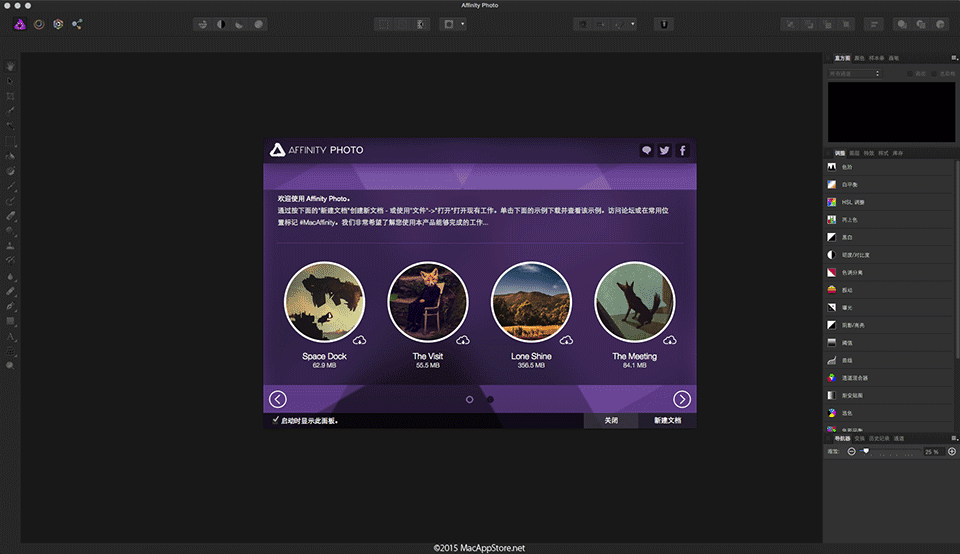 Affinity Photo
直方图 颜色 样本条 画笔
AFFINITY PHOTO
调整 图层 特效 样式 库存
色阶
白平衡
HSL 调整
再上色
黑白
明度/对比度
色调分离
振动
曝光
阴影/高亮
阈值
曲线
通道混合器
渐变贴图
选色
欢迎使用 Affinity Photo。
通过按下面的"新建文档"创建新文档 - 或使用"文件"->"打开"打开现有工作。单击下面的示例下载并查看该示例。访问论坛或在常用
位置标记 #MacAffinity。我们非常希望了解您使用本产品能够完成的工作...
Space Dock
62.9 MB
The Visit
55.5 MB
Lone Shine
356.5 MB
The Meeting
84.1 MB
启动时显示此面板。
关闭
新建文档
导航器 变换 历史记录 通道
25 %
©2015 MacAppStore.net